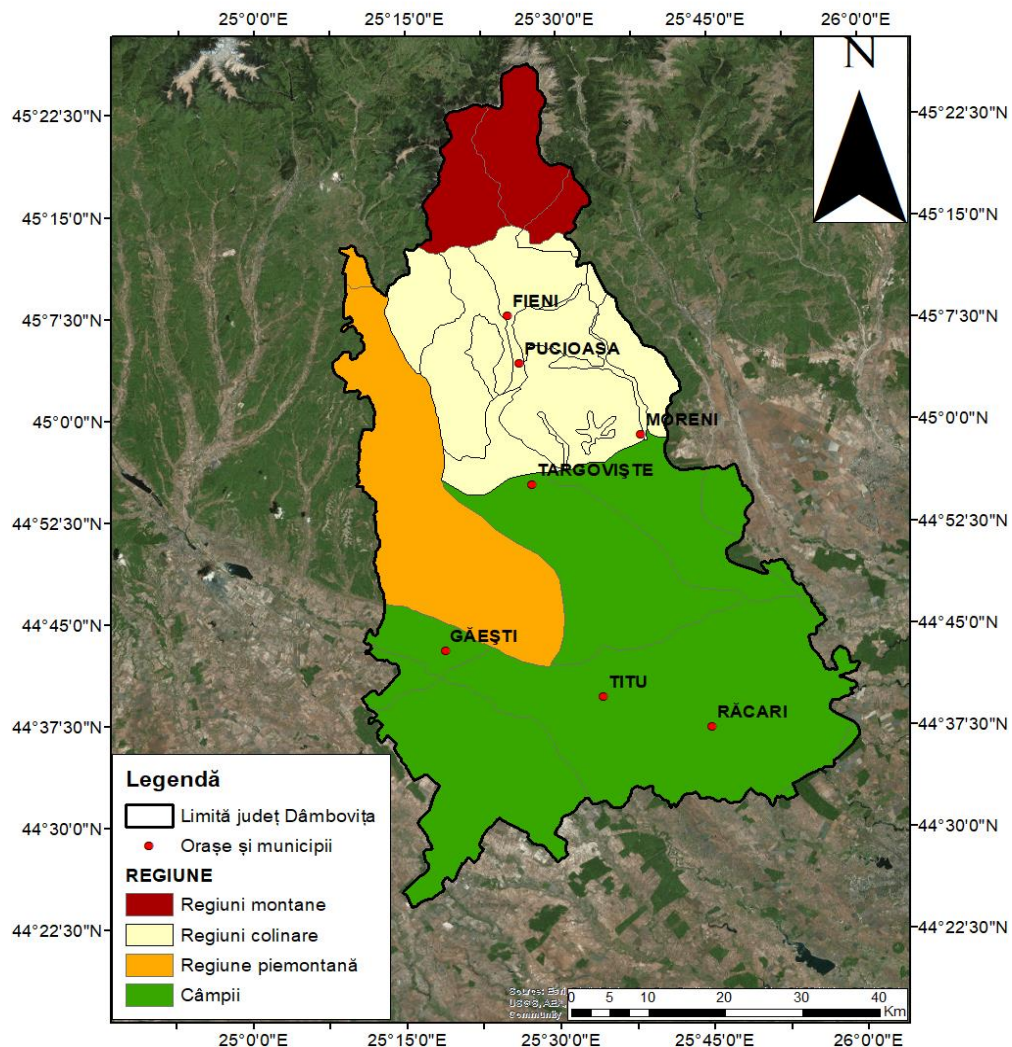 25°0'0"E 25°15'0"E 25°30'0"E 25°45'0"E 26°0'0"E
N
45°22'30"N 45°22'30"N
45°15'0"N 45°15'0"N
FIENI
45°7'30"N 45°7'30"N
PUCIOASA
45°0'0"N 45°0'0"N
MORENI
TARGOVIŞTE
44°52'30"N 44°52'30"N
44°45'0"N 44°45'0"N
GĂEŞTI
TITU
RĂCARI
44°37'30"N 44°37'30"N
Legendă
Limită județ Dâmbovița
Orașe și municipii
REGIUNE
Regiuni montane
Regiuni colinare
Regiune piemontană
Câmpii
44°30'0"N 44°30'0"N
44°22'30"N 44°22'30"N
Source: Esri
Community
0 5 10 20 30 40
Km
25°0'0"E 25°15'0"E 25°30'0"E 25°45'0"E 26°0'0"E